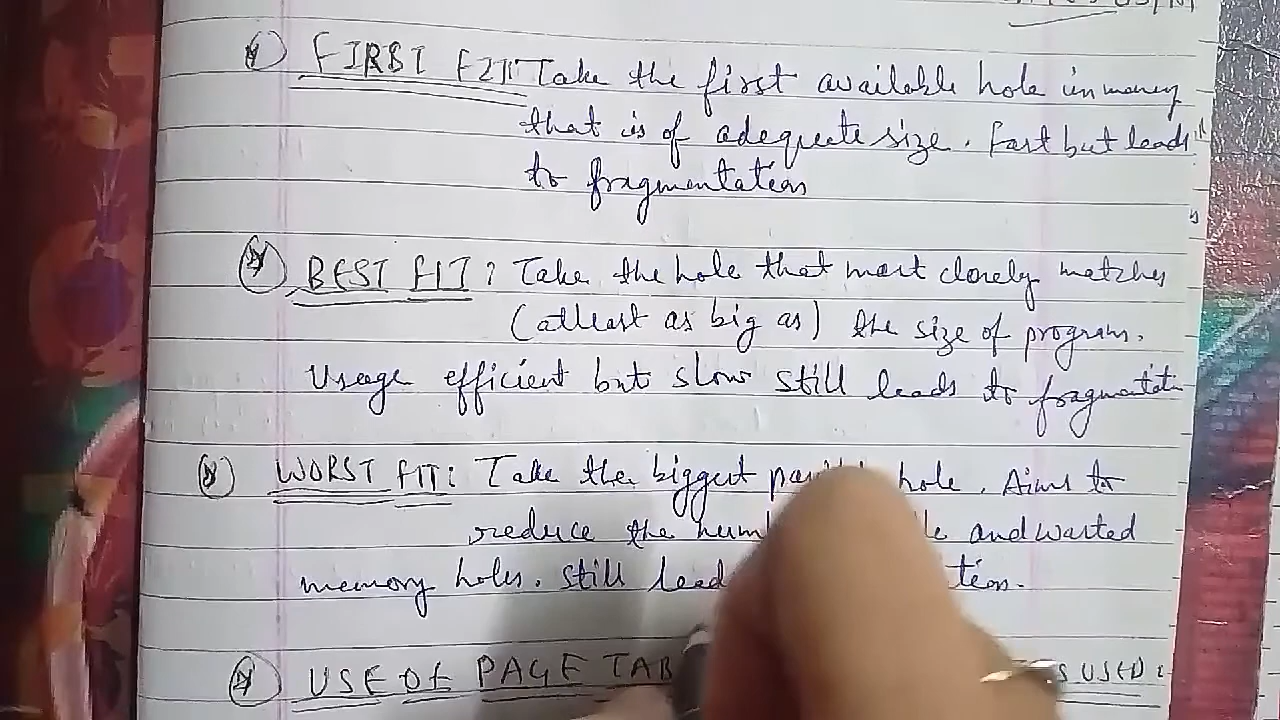 FIRST FIT: Take the first available hole in memory
that is of adequate size. Fast but leads
to fragmentation
BEST FIT: Take the hole that most closely matches
(atleast as big as) the size of program.
Usage efficient but slow still leads to fragmentatn
WORST FIT: Take the biggest hole. Aims to
reduce the and wasted
memory holes. Still
USE OF PAGE USED: